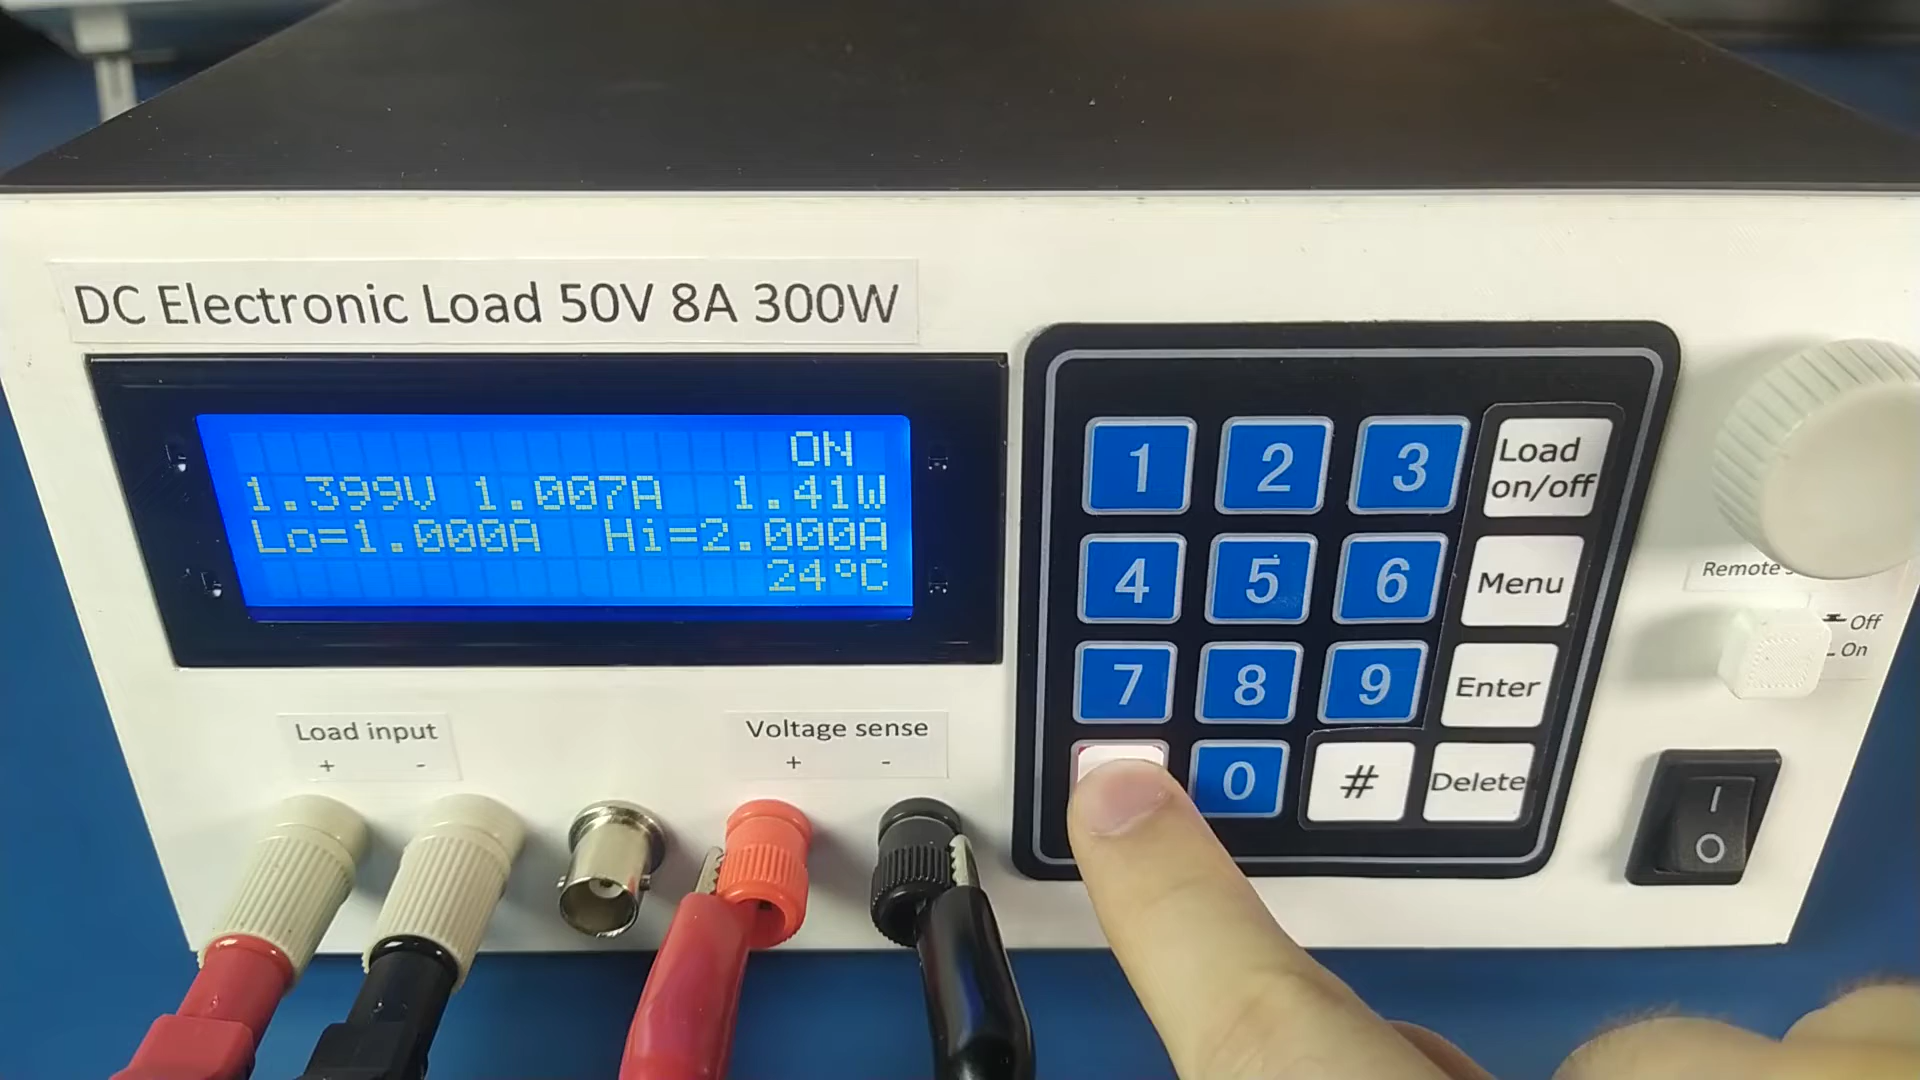 DC Electronic Load 50V 8A 300W
ON
1.399V 1.007A 1.41W
Lo=1.000A Hi=2.000A
24°C
1 2 3 Load on/off
4 5 6 Menu
7 8 9 Enter
0 # Delete
Load input
+ -
Voltage sense
+ -
Remote
Off
On
I
O